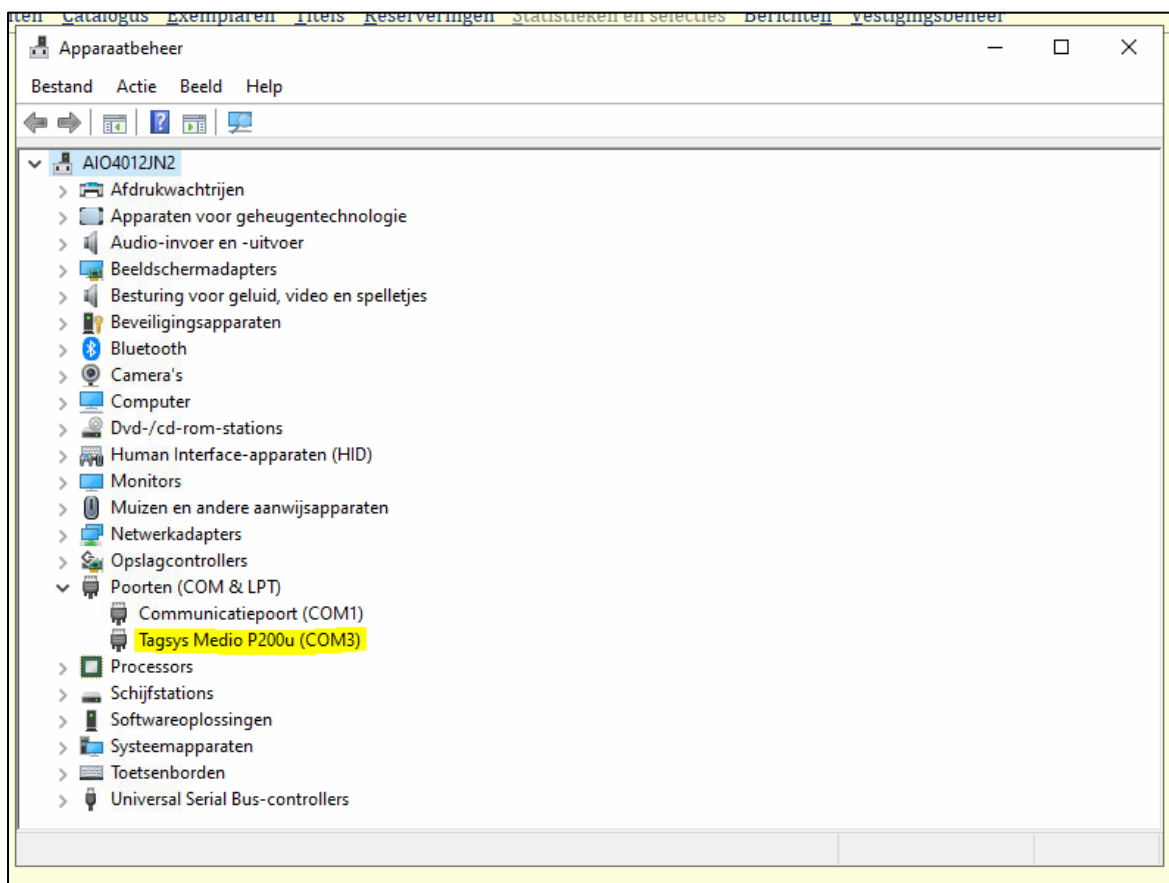 iten Catalogus Exemplaren Titels Reserveringen Statistieken en selecties Berichten Vestigingsbeheer
Apparaatbeheer
Bestand Actie Beeld Help
AIO4012JN2
Afdrukwachtrijen
Apparaten voor geheugentechnologie
Audio-invoer en -uitvoer
Beeldschermadapters
Besturing voor geluid, video en spelletjes
Beveiligingsapparaten
Bluetooth
Camera's
Computer
Dvd-/cd-rom-stations
Human Interface-apparaten (HID)
Monitors
Muizen en andere aanwijsapparaten
Netwerkadapters
Opslagcontrollers
Poorten (COM & LPT)
Communicatiepoort (COM1)
Tagsys Medio P200u (COM3)
Processors
Schijfstations
Softwareoplossingen
Systeemapparaten
Toetsenborden
Universal Serial Bus-controllers